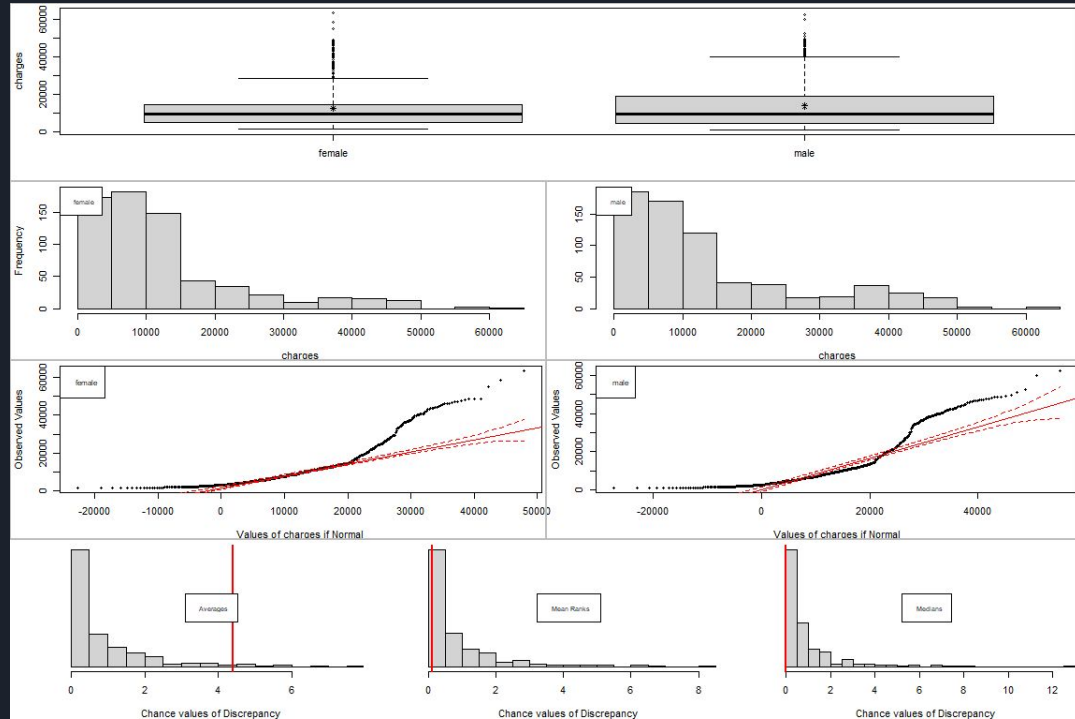 charges
0 20000 40000 60000
female male
Frequency
0 50 100 150
female
0 10000 20000 30000 40000 50000 60000
charges
0 50 100 150
male
0 10000 20000 30000 40000 50000 60000
charges
Observed Values
0 20000 40000 60000
female
-20000 -10000 0 10000 20000 30000 40000 50000
Values of charges if Normal
Observed Values
0 20000 40000 60000
male
-20000 0 20000 40000
Values of charges if Normal
Averages
0 2 4 6
Chance values of Discrepancy
Mean Ranks
0 2 4 6 8
Chance values of Discrepancy
Medians
0 2 4 6 8 10 12
Chance values of Discrepancy